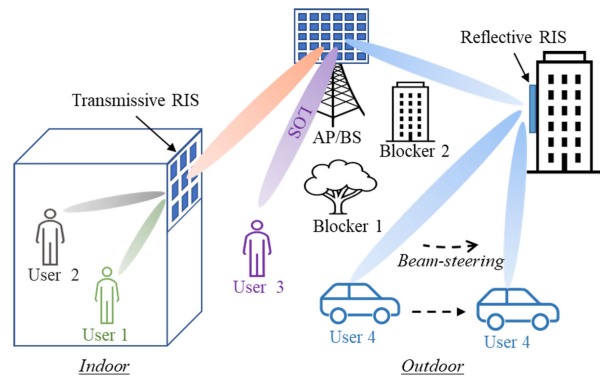 Reflective RIS
Transmissive RIS
LOS
AP/BS
Blocker 2
Blocker 1
User 2
User 1
User 3
Beam-steering
User 4
User 4
Indoor
Outdoor